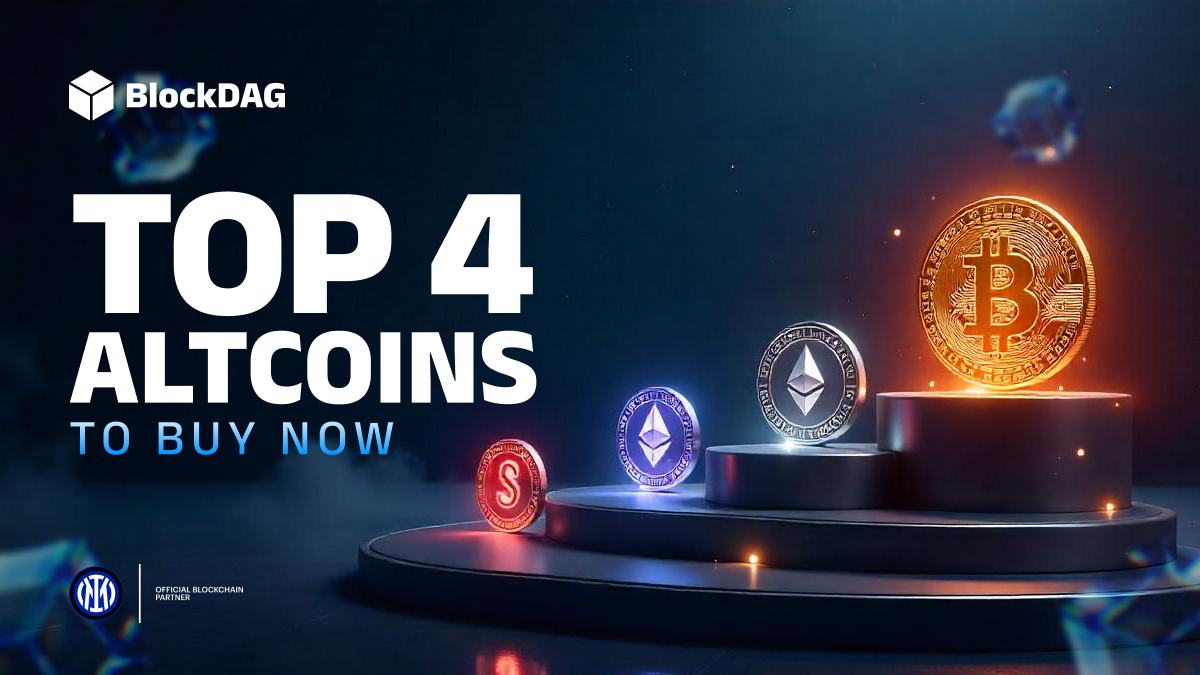 BlockDAG
TOP 4
ALTCOINS
TO BUY NOW
OFFICIAL BLOCKCHAIN
PARTNER